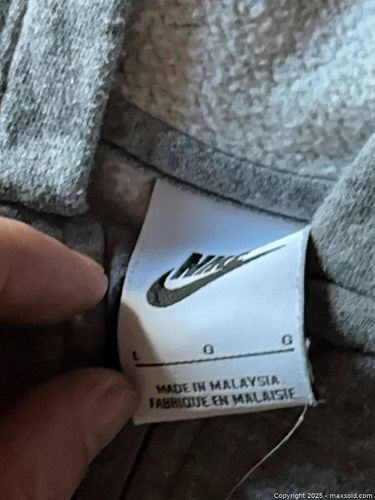 NIKE
L G G
MADE IN MALAYSIA
FABRIQUE EN MALAISIE
Copyright 2025 - maxsold.com